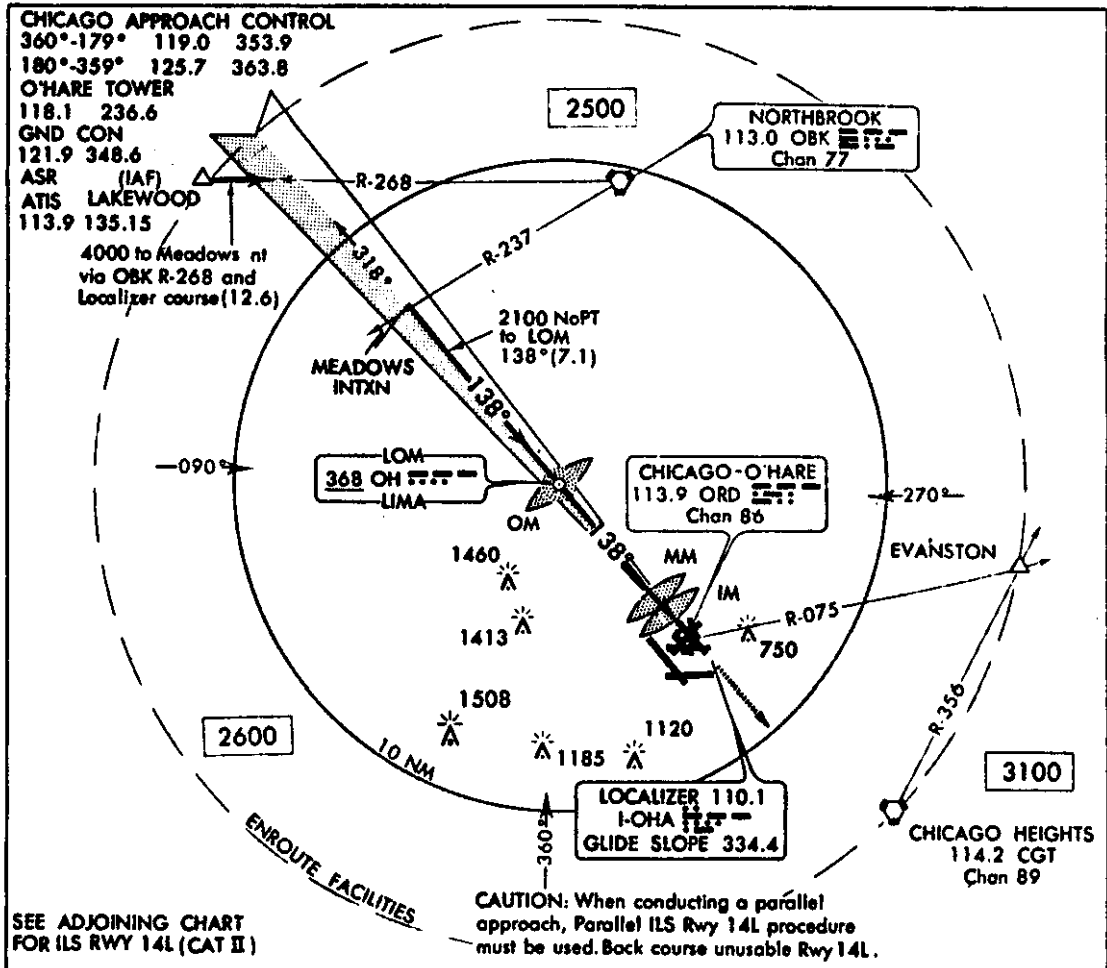 CHICAGO APPROACH CONTROL
360°-179° 119.0 353.9
180°-359° 125.7 363.8
O'HARE TOWER
118.1 236.6
GND CON
121.9 348.6
ASR (IAF)
ATIS LAKEWOOD
113.9 135.15
4000 to Meadows nt
via OBK R-268 and
Localizer course (12.6)
2500
NORTHBROOK
113.0 OBK
Chan 77
R-268
R-237
318°
2100 NoPT
to LOM
138° (7.1)
MEADOWS
INTXN
138°
090°
LOM
368 OH
LIMA
OM
CHICAGO-O'HARE
113.9 ORD
Chan 86
270°
138°
MM
IM
EVANSTON
R-075
1460
1413
750
1508
2600
10 NM
1185
1120
R-356
3100
LOCALIZER 110.1
I-OHA
GLIDE SLOPE 334.4
360°
CHICAGO HEIGHTS
114.2 CGT
Chan 89
ENROUTE FACILITIES
SEE ADJOINING CHART
FOR ILS RWY 14L (CAT II)
CAUTION: When conducting a parallel
approach, Parallel ILS Rwy 14L procedure
must be used. Back course unusable Rwy 14L.